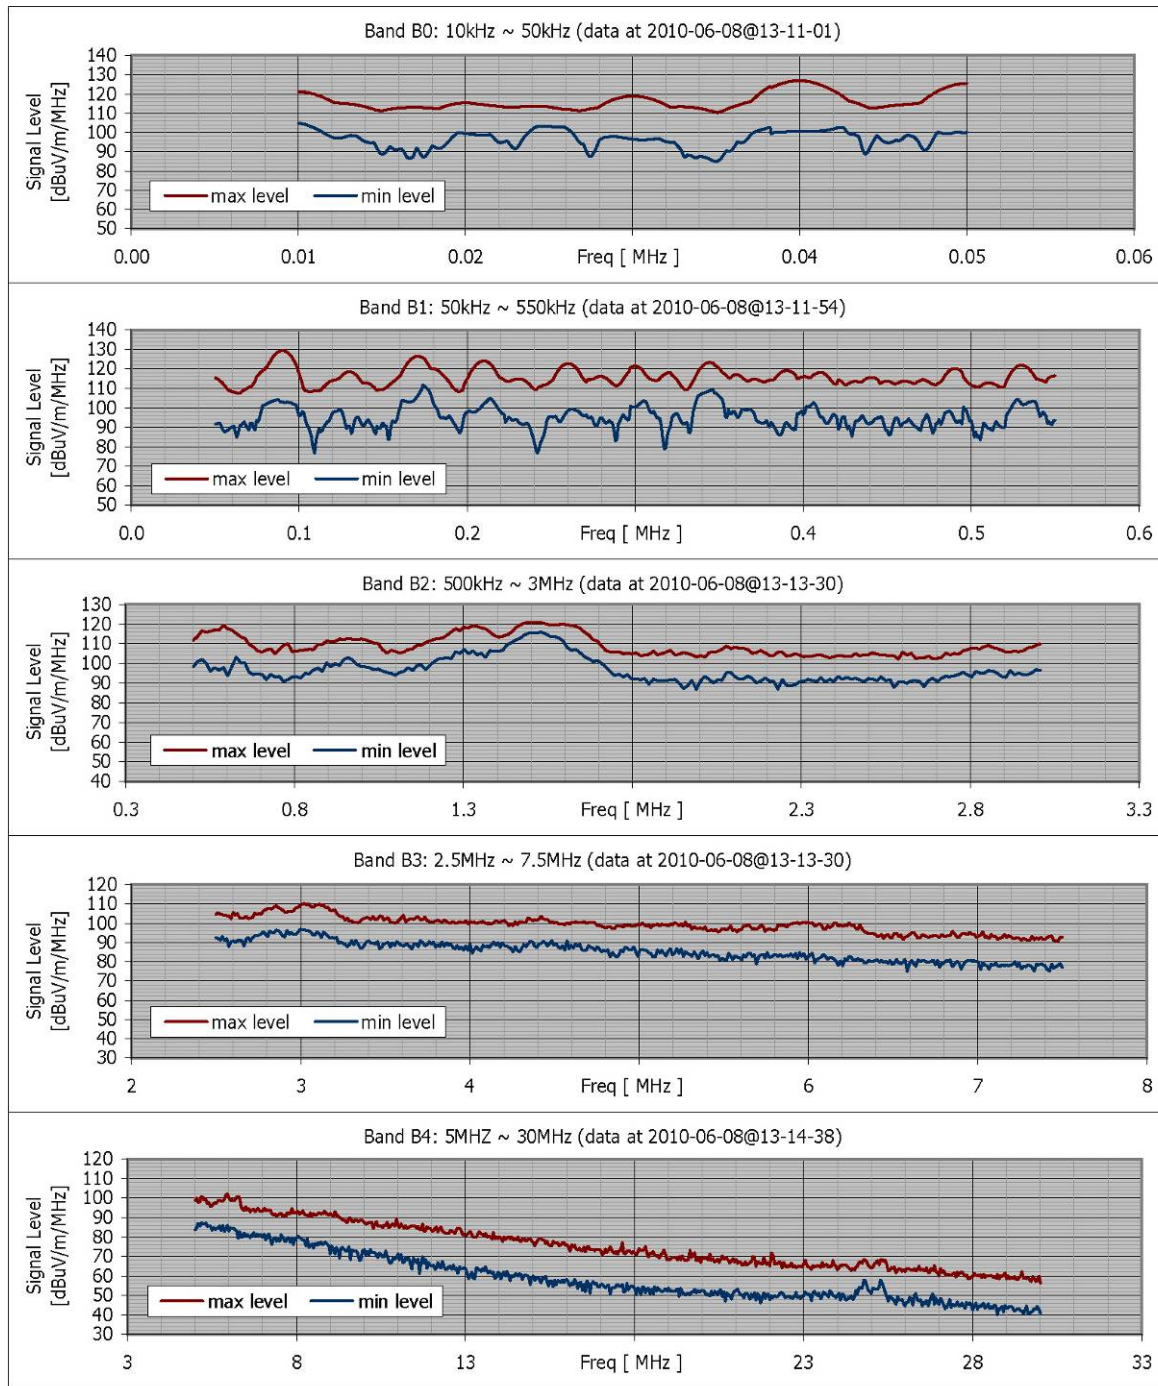 Band B0: 10kHz ~ 50kHz (data at 2010-06-08@13-11-01)
Signal Level
[dBuV/m/MHz]
140
130
120
110
100
90
80
70
60
50
max level min level
0.00 0.01 0.02 Freq [ MHz ] 0.04 0.05 0.06
Band B1: 50kHz ~ 550kHz (data at 2010-06-08@13-11-54)
Signal Level
[dBuV/m/MHz]
140
130
120
110
100
90
80
70
60
50
max level min level
0.0 0.1 0.2 Freq [ MHz ] 0.4 0.5 0.6
Band B2: 500kHz ~ 3MHz (data at 2010-06-08@13-13-30)
Signal Level
[dBuV/m/MHz]
130
120
110
100
90
80
70
60
50
40
max level min level
0.3 0.8 1.3 Freq [ MHz ] 2.3 2.8 3.3
Band B3: 2.5MHz ~ 7.5MHz (data at 2010-06-08@13-13-30)
Signal Level
[dBuV/m/MHz]
120
110
100
90
80
70
60
50
40
30
max level min level
2 3 4 Freq [ MHz ] 6 7 8
Band B4: 5MHZ ~ 30MHz (data at 2010-06-08@13-14-38)
Signal Level
[dBuV/m/MHz]
120
110
100
90
80
70
60
50
40
30
max level min level
3 8 13 Freq [ MHz ] 23 28 33